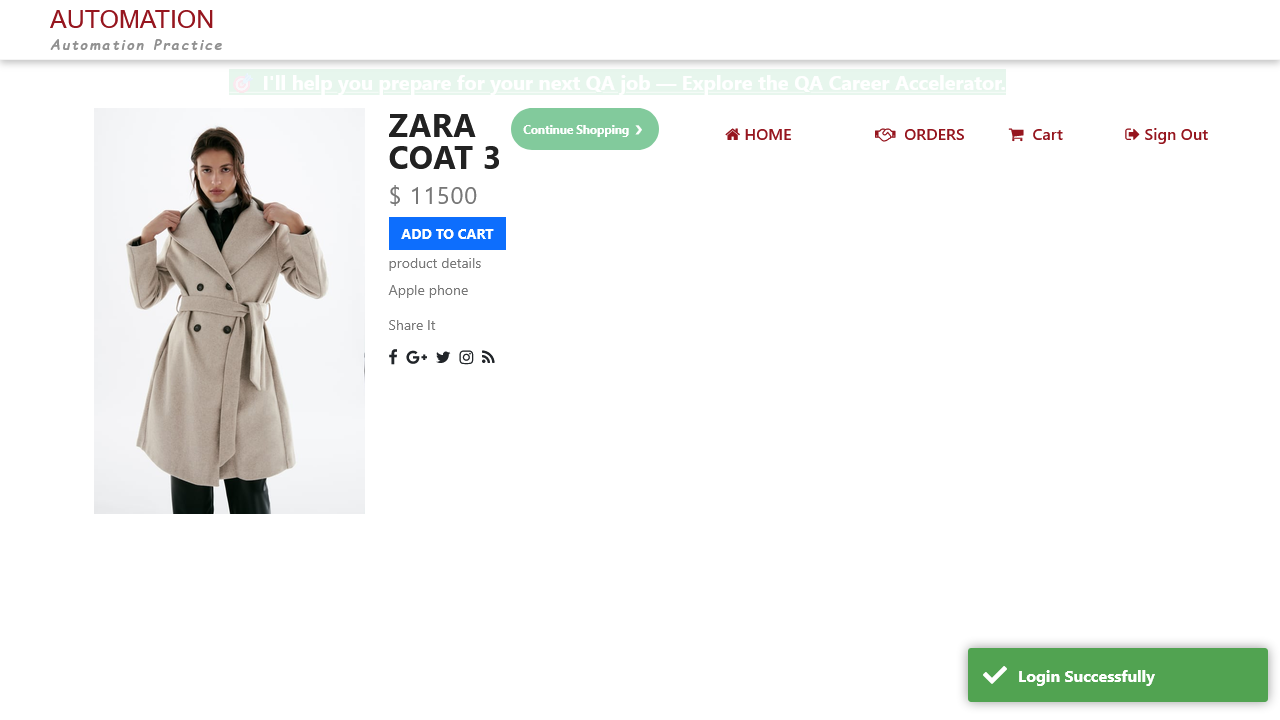 AUTOMATION
Automation Practice
🎯 I'll help you prepare for your next QA job — Explore the QA Career Accelerator.
ZARA COAT 3
Continue Shopping ❯
HOME
ORDERS
Cart
Sign Out
$ 11500
ADD TO CART
product details
Apple phone
Share It
Login Successfully